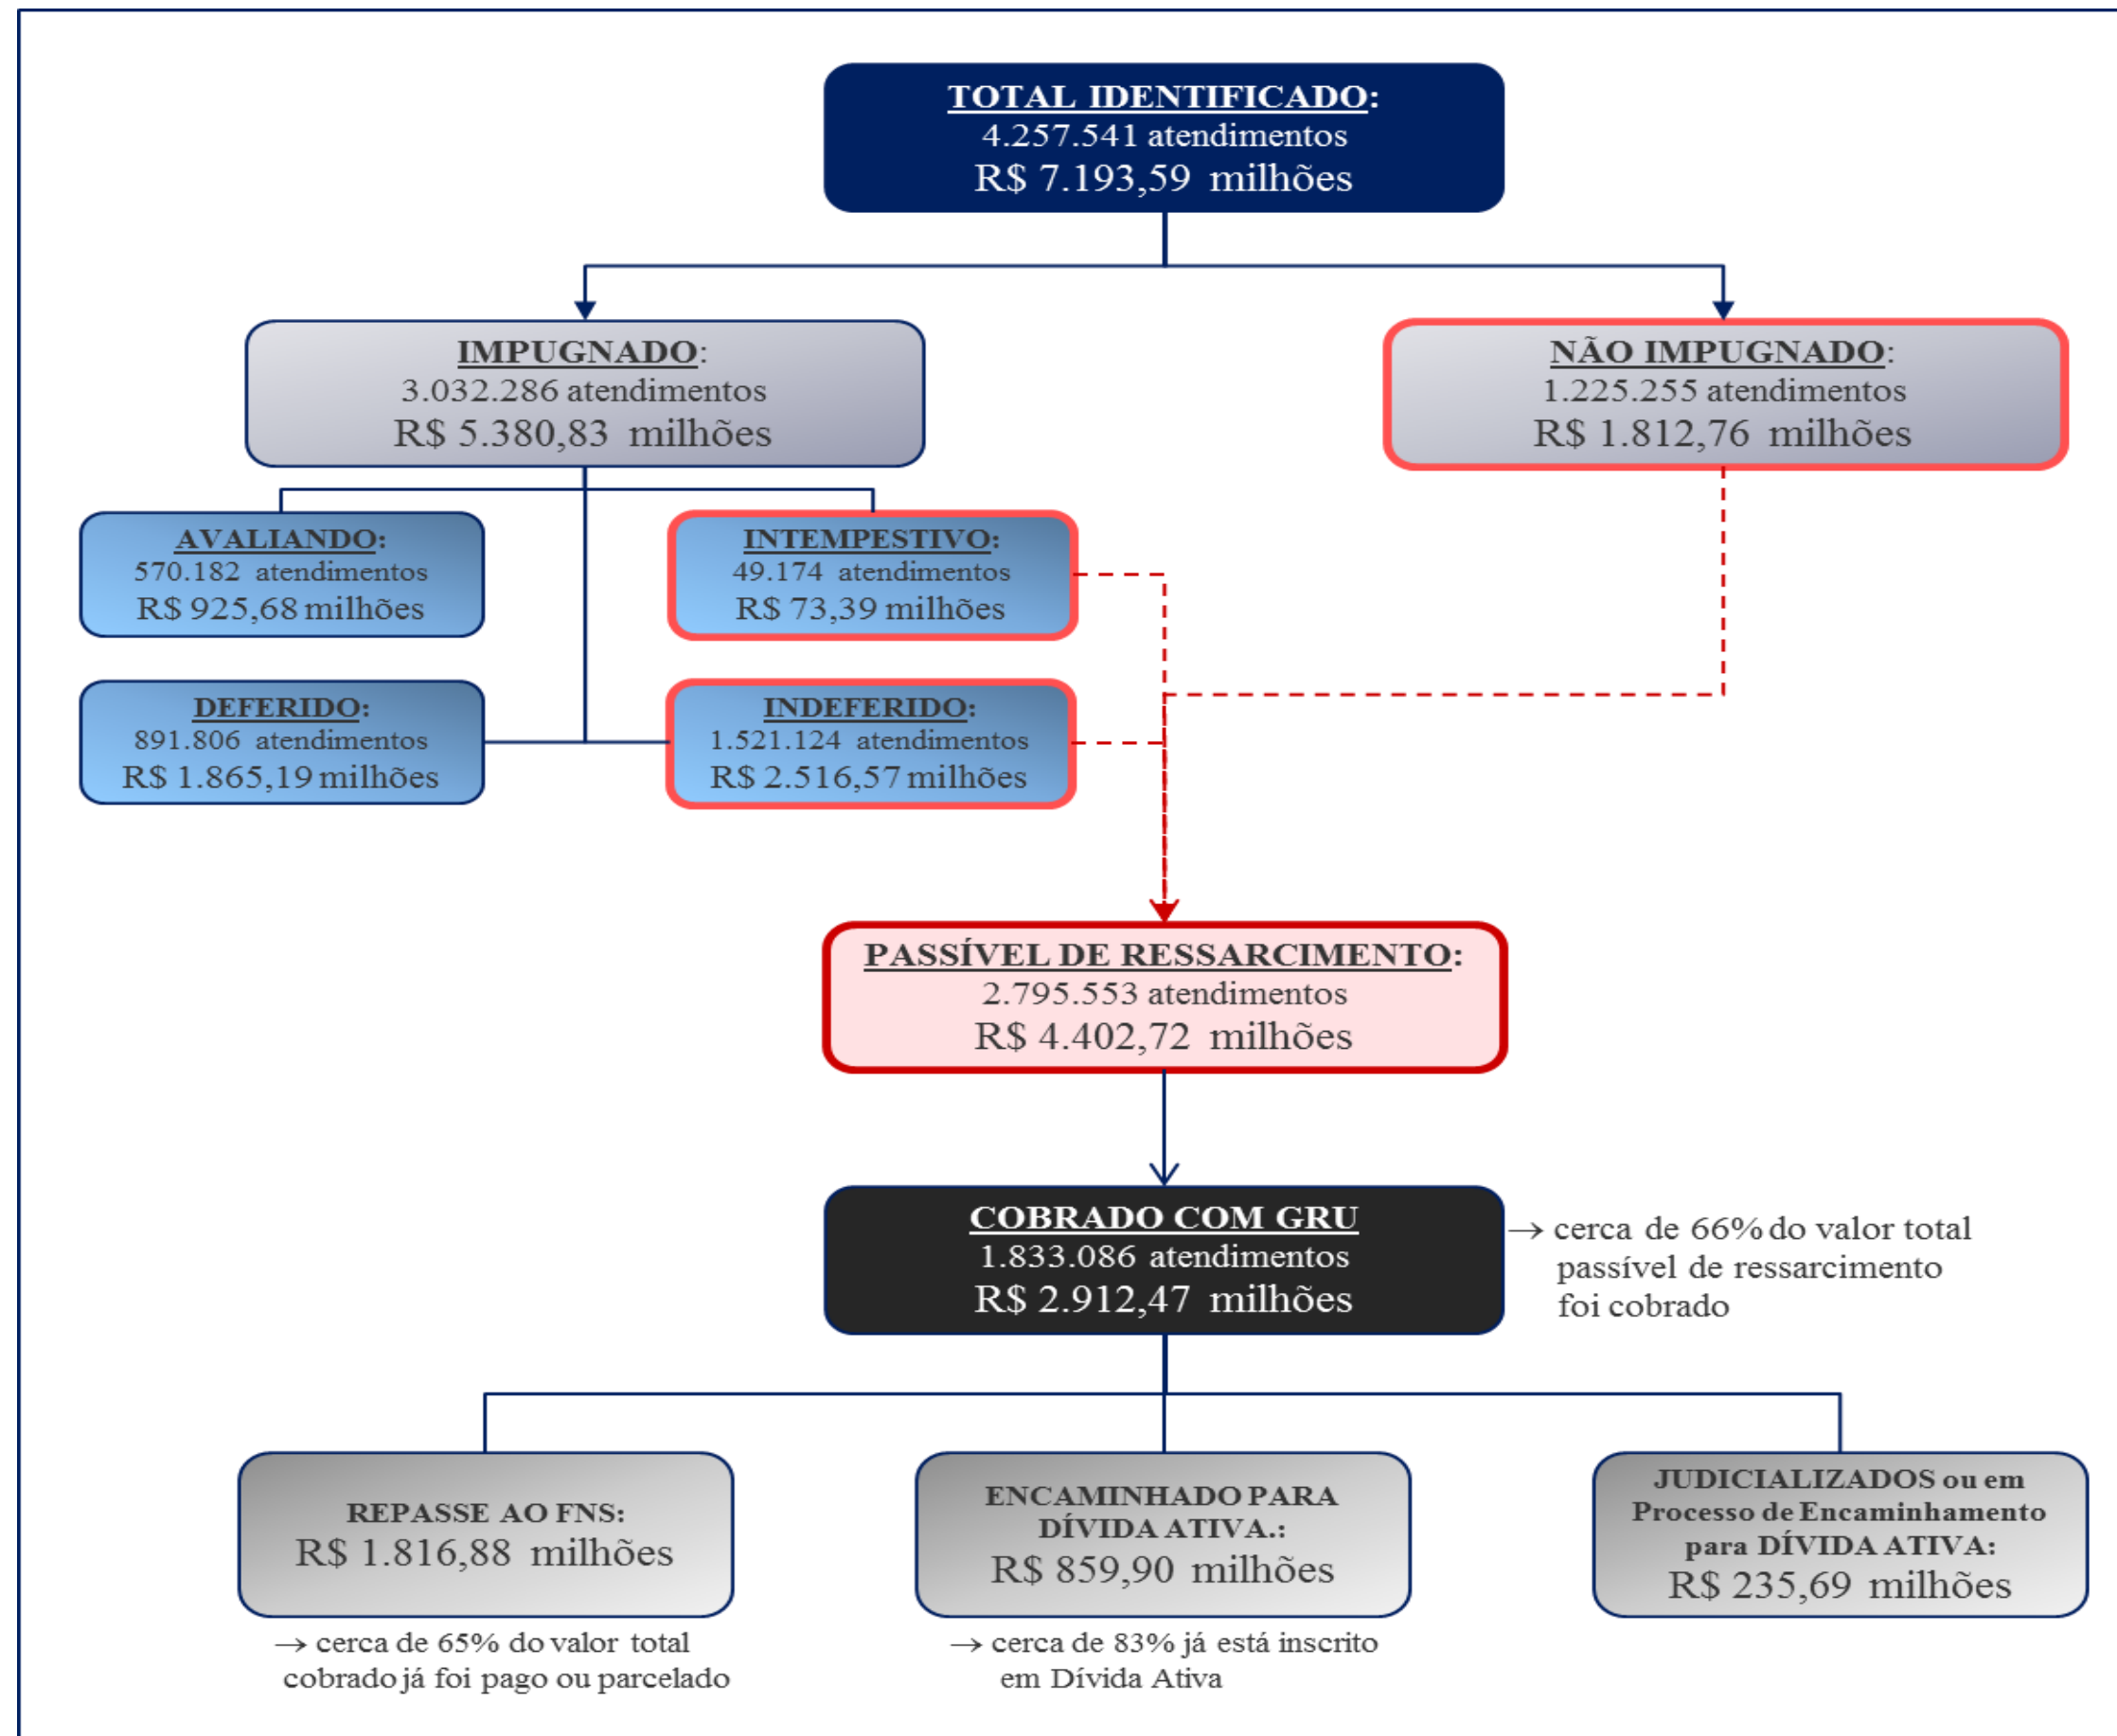 TOTAL IDENTIFICADO:
4.257.541 atendimentos
R$ 7.193,59 milhões
IMPUGNADO:
3.032.286 atendimentos
R$ 5.380,83 milhões
NÃO IMPUGNADO:
1.225.255 atendimentos
R$ 1.812,76 milhões
AVALIANDO:
570.182 atendimentos
R$ 925,68 milhões
INTEMPESTIVO:
49.174 atendimentos
R$ 73,39 milhões
DEFERIDO:
891.806 atendimentos
R$ 1.865,19 milhões
INDEFERIDO:
1.521.124 atendimentos
R$ 2.516,57 milhões
PASSÍVEL DE RESSARCIMENTO:
2.795.553 atendimentos
R$ 4.402,72 milhões
COBRADO COM GRU
1.833.086 atendimentos
R$ 2.912,47 milhões
→ cerca de 66% do valor total
passível de ressarcimento
foi cobrado
REPASSE AO FNS:
R$ 1.816,88 milhões
→ cerca de 65% do valor total
cobrado já foi pago ou parcelado
ENCAMINHADO PARA
DÍVIDA ATIVA.:
R$ 859,90 milhões
→ cerca de 83% já está inscrito
em Dívida Ativa
JUDICIALIZADOS ou em
Processo de Encaminhamento
para DÍVIDA ATIVA:
R$ 235,69 milhões